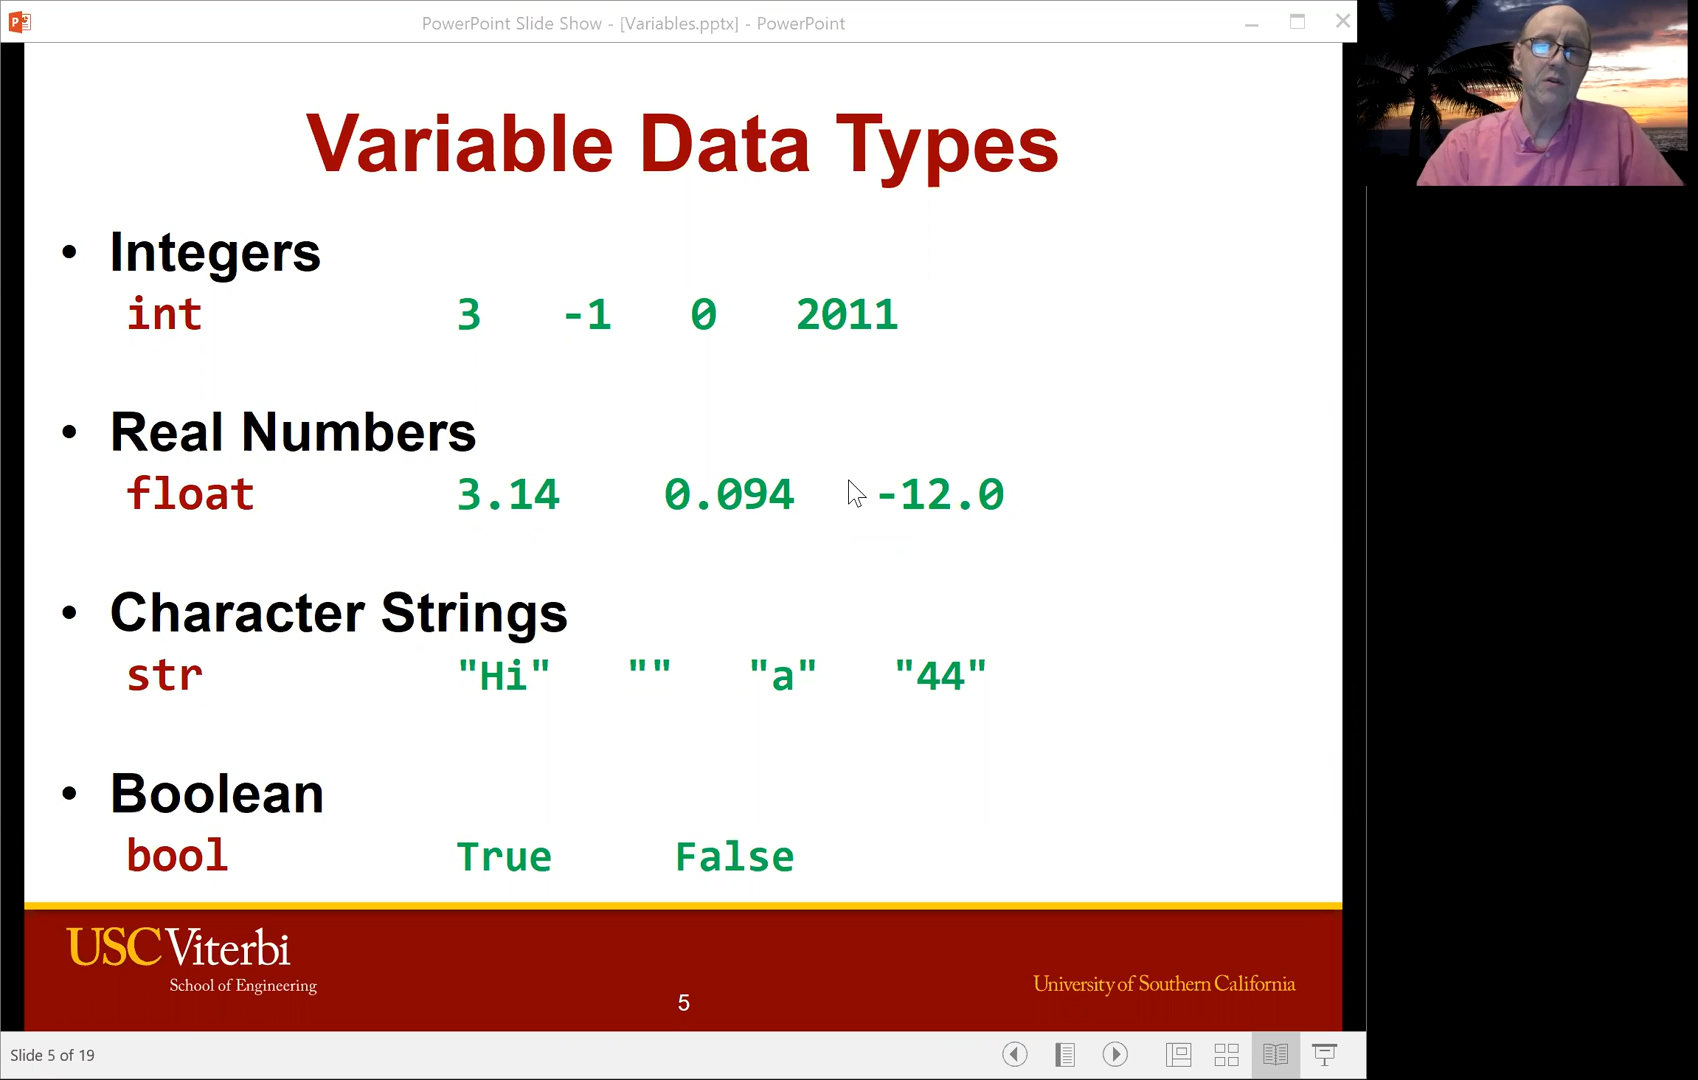 PowerPoint Slide Show - [Variables.pptx] - PowerPoint
Variable Data Types
• Integers
int 3 -1 0 2011
• Real Numbers
float 3.14 0.094 -12.0
• Character Strings
str "Hi" "" "a" "44"
• Boolean
bool True False
USC Viterbi
School of Engineering
University of Southern California
5
Slide 5 of 19